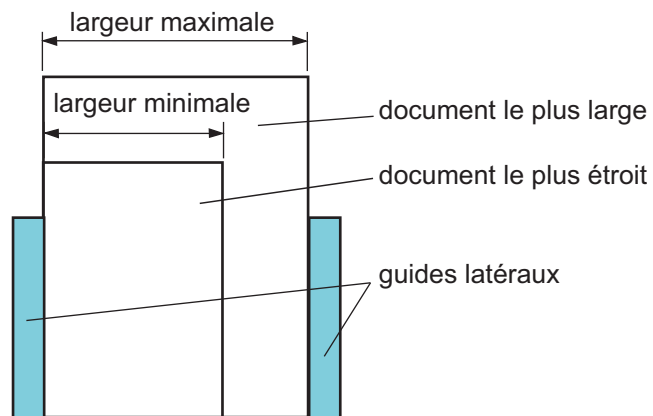 largeur maximale
largeur minimale
document le plus large
document le plus étroit
guides latéraux